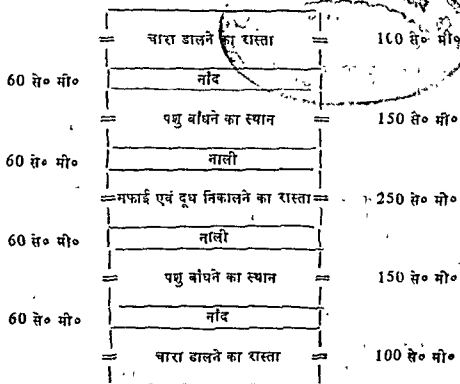 चारा डालने का रास्ता 100 से० मी०
60 से० मी० नाँद
पशु बाँधने का स्थान 150 से० मी०
60 से० मी० नाली
सफाई एवं दूध निकालने का रास्ता 250 से० मी०
60 से० मी० नाली
पशु बाँधने का स्थान 150 से० मी०
60 से० मी० नाँद
चारा डालने का रास्ता 100 से० मी०